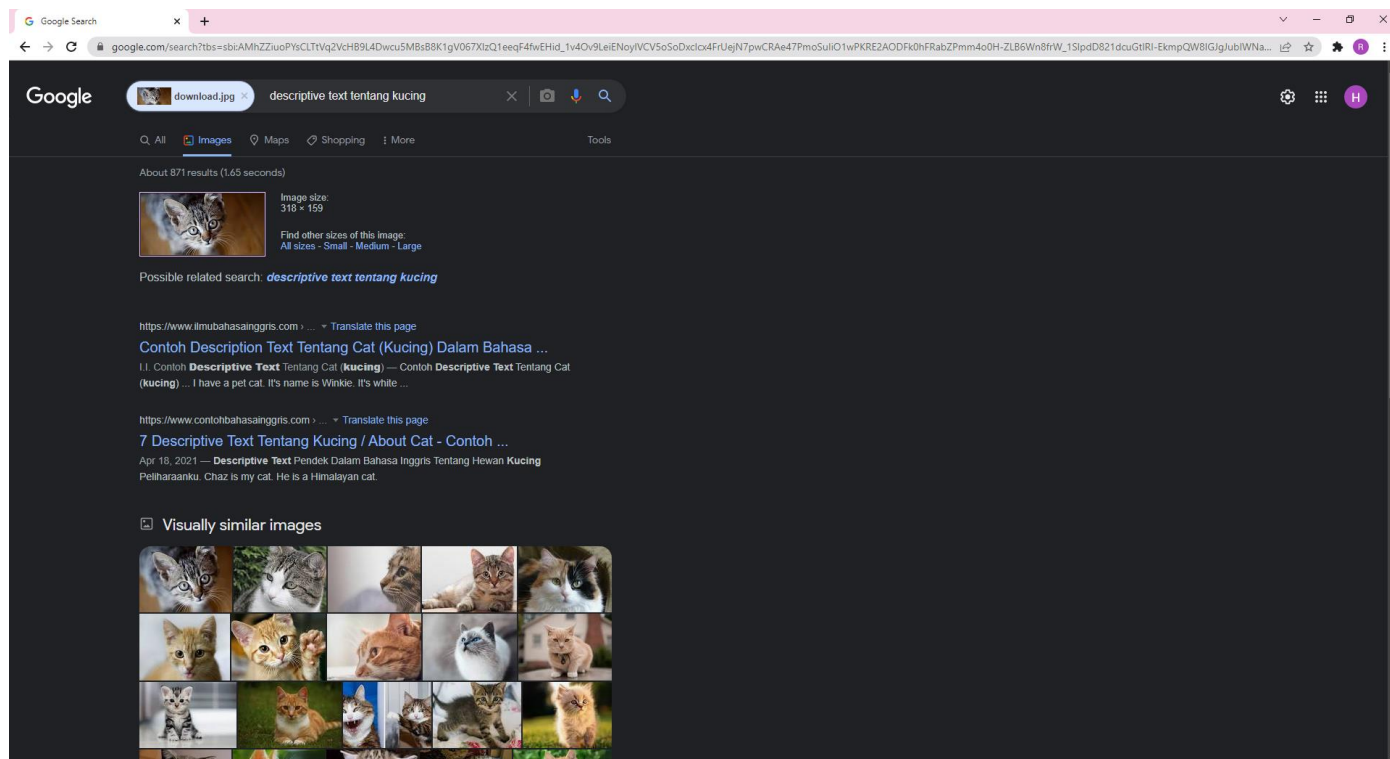 Google Search
google.com/search?tbs=sbi:AMhZZiuoPYsCLTtVq2VcHB9L4Dwcu5MBsB8K1gV067XIzQ1eeqF4fwEHid_1v4Ov9LeiENoyIVCV5oSoDxcIcx4FrUejN7pwCRAe47PmoSuIiO1wPKRE2AODFk0hFRabZPmm4o0H-ZLB6Wn8frW_1SIpdD821dcuGtIRI-EkmpQW8IGJgJubIWNa...
R
Google
download.jpg
descriptive text tentang kucing
H
All
Images
Maps
Shopping
More
Tools
About 871 results (1.65 seconds)
Image size:
318 × 159
Find other sizes of this image:
All sizes - Small - Medium - Large
Possible related search: descriptive text tentang kucing
https://www.ilmubahasainggris.com › ... Translate this page
Contoh Description Text Tentang Cat (Kucing) Dalam Bahasa ...
I.I. Contoh Descriptive Text Tentang Cat (kucing) — Contoh Descriptive Text Tentang Cat
(kucing) ... I have a pet cat. It's name is Winkie. It's white ...
https://www.contohbahasainggris.com › ... Translate this page
7 Descriptive Text Tentang Kucing / About Cat - Contoh ...
Apr 18, 2021 — Descriptive Text Pendek Dalam Bahasa Inggris Tentang Hewan Kucing
Peliharaanku. Chaz is my cat. He is a Himalayan cat.
Visually similar images